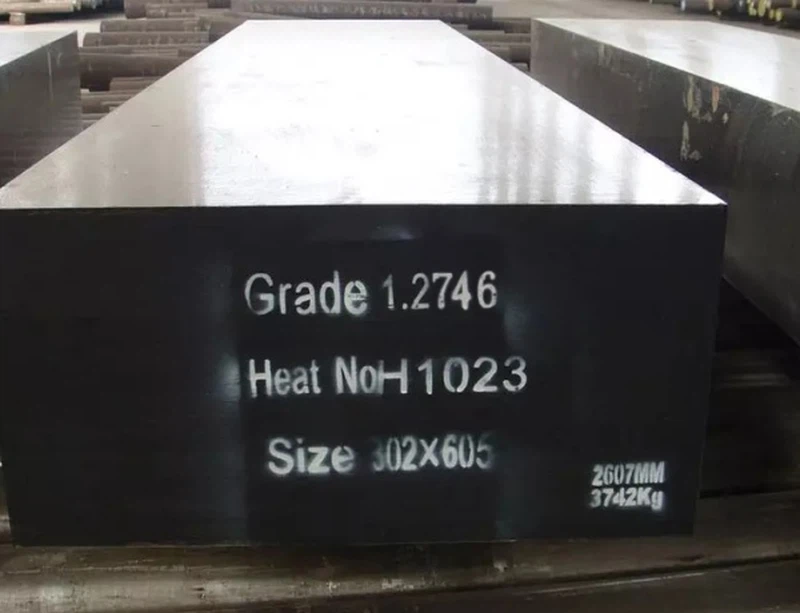 Grade 1.2746
Heat NoH1023
Size 302X605
2607MM
3742Kg